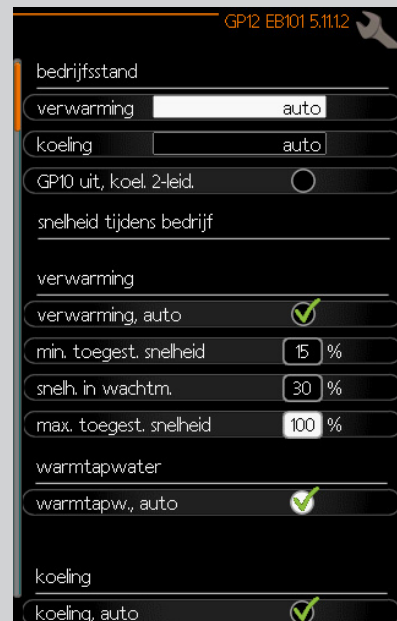 GP12 EB101 5.11.1.2
bedrijfsstand
verwarming auto
koeling auto
GP10 uit, koel. 2-leid.
snelheid tijdens bedrijf
verwarming
verwarming, auto
min. toegest. snelheid 15 %
snelh. in wachtm. 30 %
max. toegest. snelheid 100 %
warmtapwater
warmtapw., auto
koeling
koeling, auto